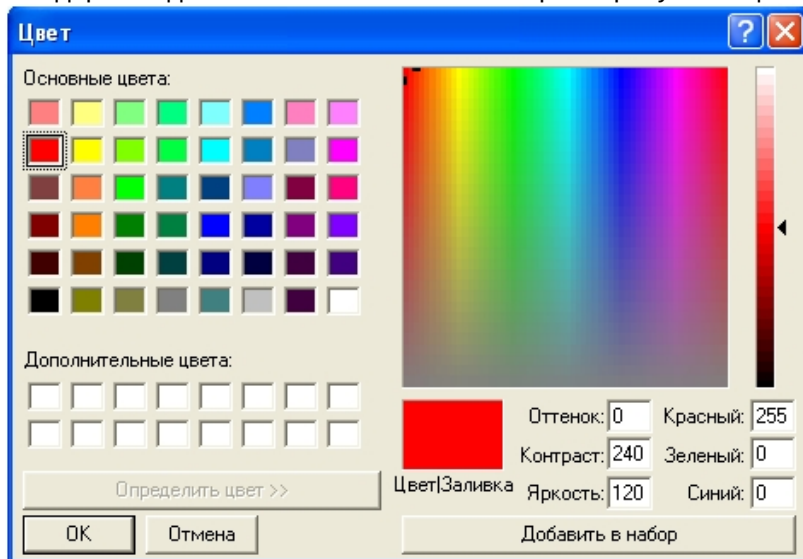 Цвет
Основные цвета:
Дополнительные цвета:
Определить цвет >>
ОК
Отмена
Цвет|Заливка
Оттенок: 0
Контраст: 240
Яркость: 120
Красный: 255
Зеленый: 0
Синий: 0
Добавить в набор